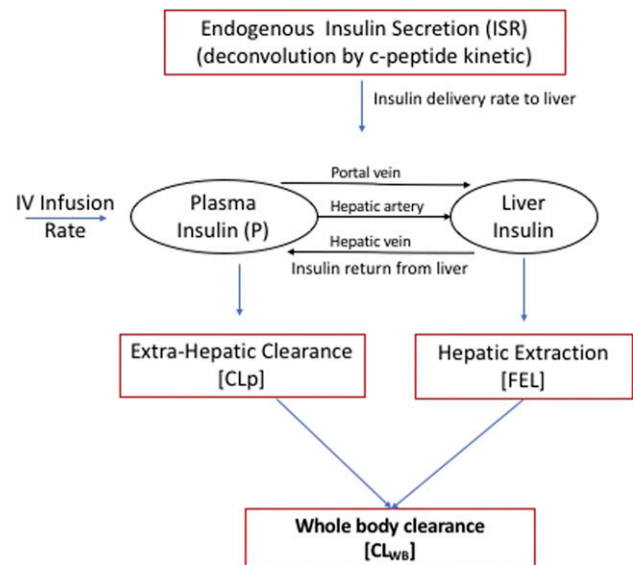 Endogenous Insulin Secretion (ISR)
(deconvolution by c-peptide kinetic)
Insulin delivery rate to liver
Portal vein
IV Infusion
Rate
Plasma
Insulin (P)
Hepatic artery
Liver
Insulin
Hepatic vein
Insulin return from liver
Extra-Hepatic Clearance
[CLp]
Hepatic Extraction
[FEL]
Whole body clearance
[CLWB]